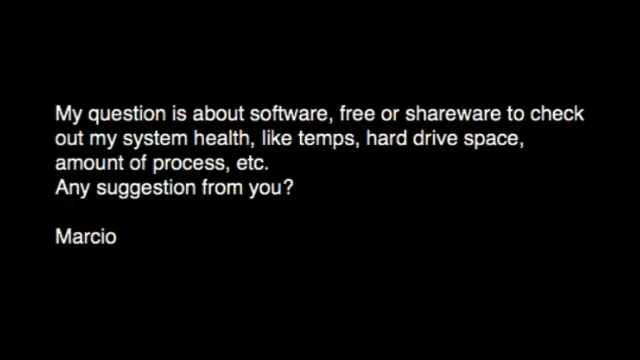 My question is about software, free or shareware to check
out my system health, like temps, hard drive space,
amount of process, etc.
Any suggestion from you?
Marcio